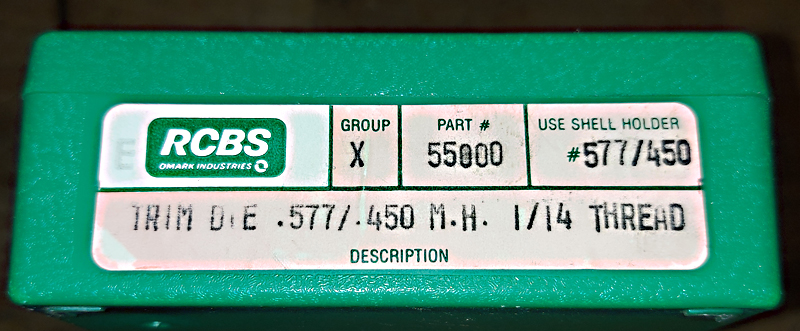 E
RCBS
OMARK INDUSTRIES
GROUP
X
PART #
55000
USE SHELL HOLDER
#577/450
TRIM DIE .577/.450 M.H. 1/14 THREAD
DESCRIPTION